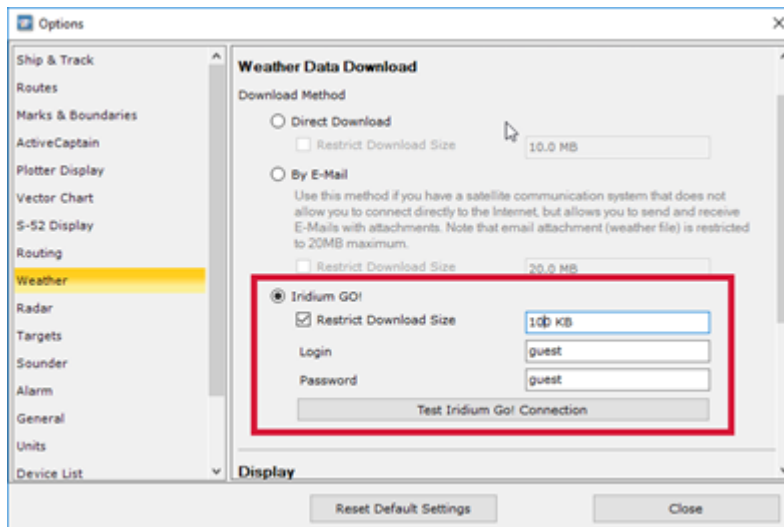 Options
Ship & Track
Routes
Marks & Boundaries
ActiveCaptain
Plotter Display
Vector Chart
S-52 Display
Routing
Weather
Radar
Targets
Sounder
Alarm
General
Units
Device List
Weather Data Download
Download Method
Direct Download
Restrict Download Size 10.0 MB
By E-Mail
Use this method if you have a satellite communication system that does not
allow you to connect directly to the Internet, but allows you to send and receive
E-Mails with attachments. Note that email attachment (weather file) is restricted
to 20MB maximum.
Restrict Download Size 20.0 MB
Iridium GO!
Restrict Download Size 100 KB
Login guest
Password guest
Test Iridium Go! Connection
Display
Reset Default Settings Close